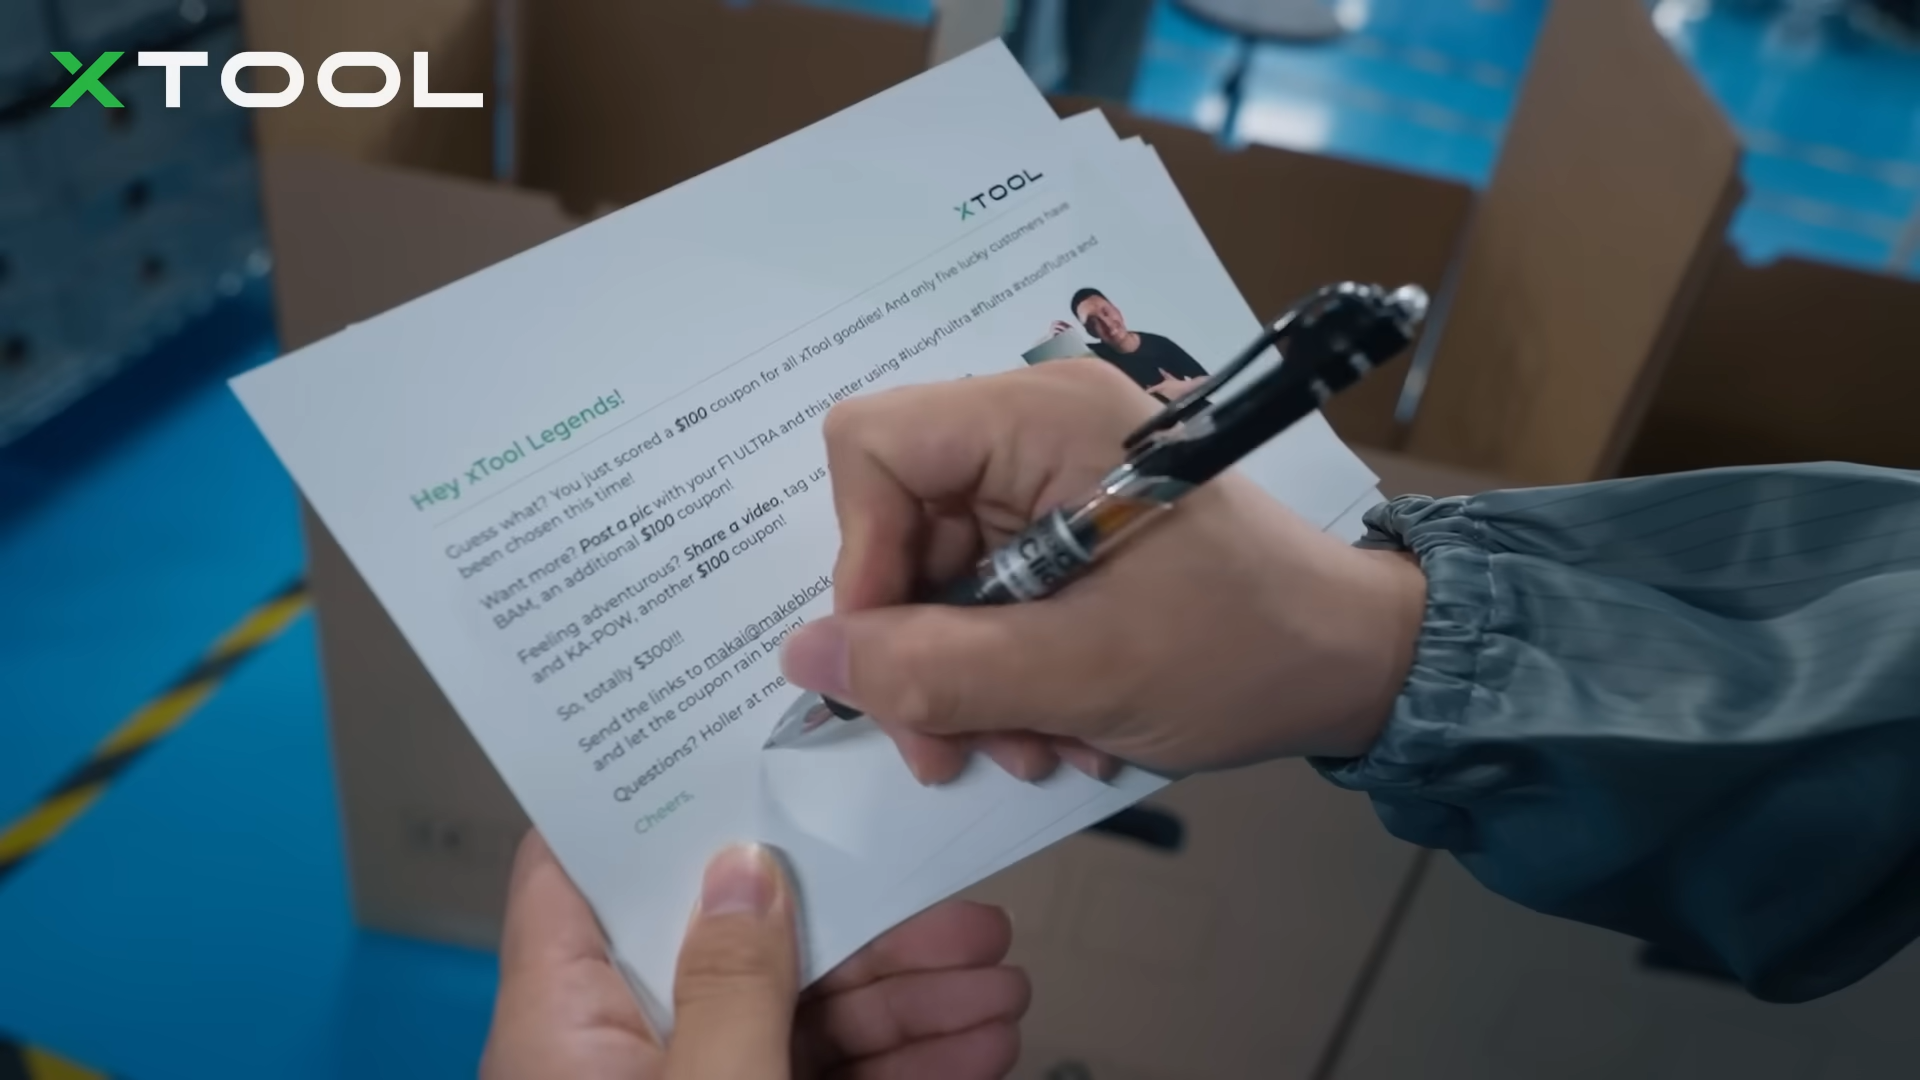 XTOOL
XTOOL
Hey xTool Legends!
Guess what? You just scored a $100 coupon for all xTool goodies! And only five lucky customers have
been chosen this time!
Want more? Post a pic with your F1 ULTRA and this letter using #luckyf1ultra #f1ultra #xtoolf1ultra and
BAM, an additional $100 coupon!
Feeling adventurous? Share a video, tag us
and KA-POW, another $100 coupon!
So, totally $300!!!
Send the links to makai@makeblock
and let the coupon rain begin!
Questions? Holler at me
Cheers,